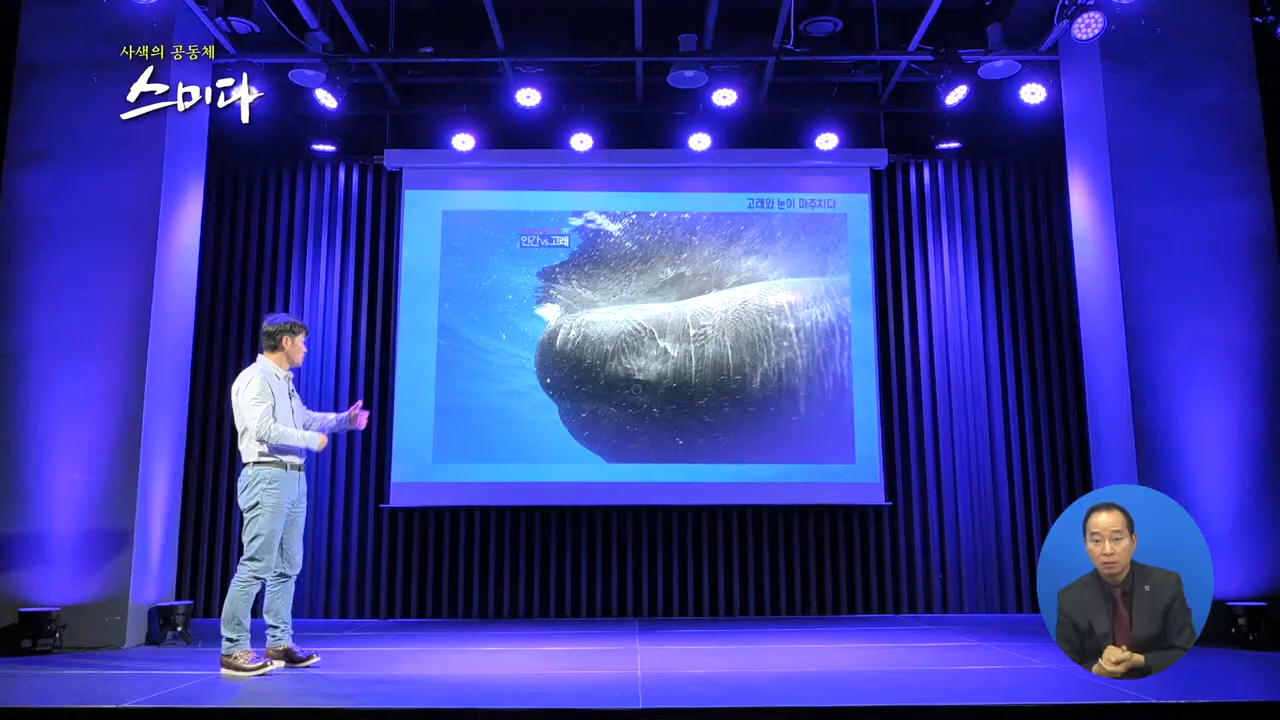 사색의 공동체
스미다
고래와 눈이 마주치다
인간vs고래